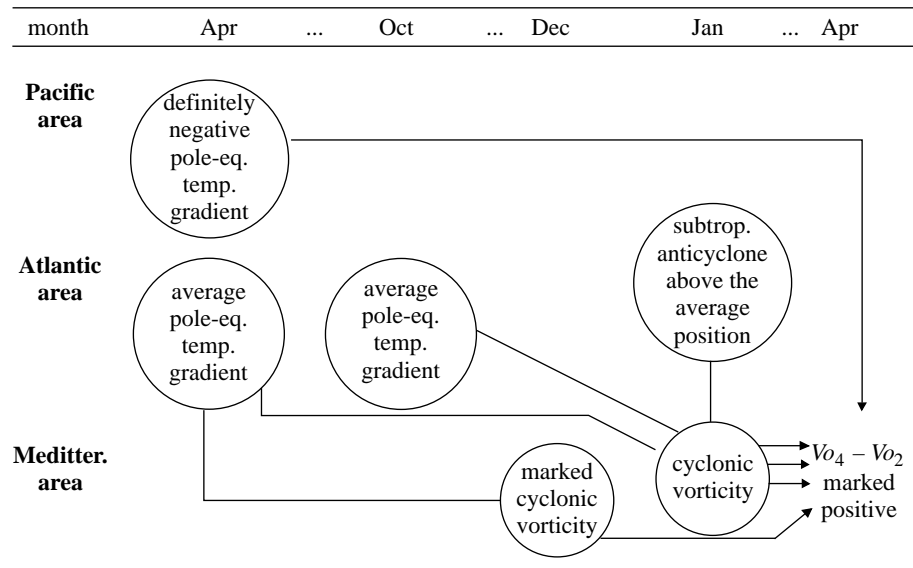 month Apr ... Oct ... Dec Jan ... Apr
Pacific
area
definitely
negative
pole-eq.
temp.
gradient
Atlantic
area
average
pole-eq.
temp.
gradient
average
pole-eq.
temp.
gradient
subtrop.
anticyclone
above the
average
position
Meditter.
area
marked
cyclonic
vorticity
cyclonic
vorticity
Vo₄ – Vo₂
marked
positive